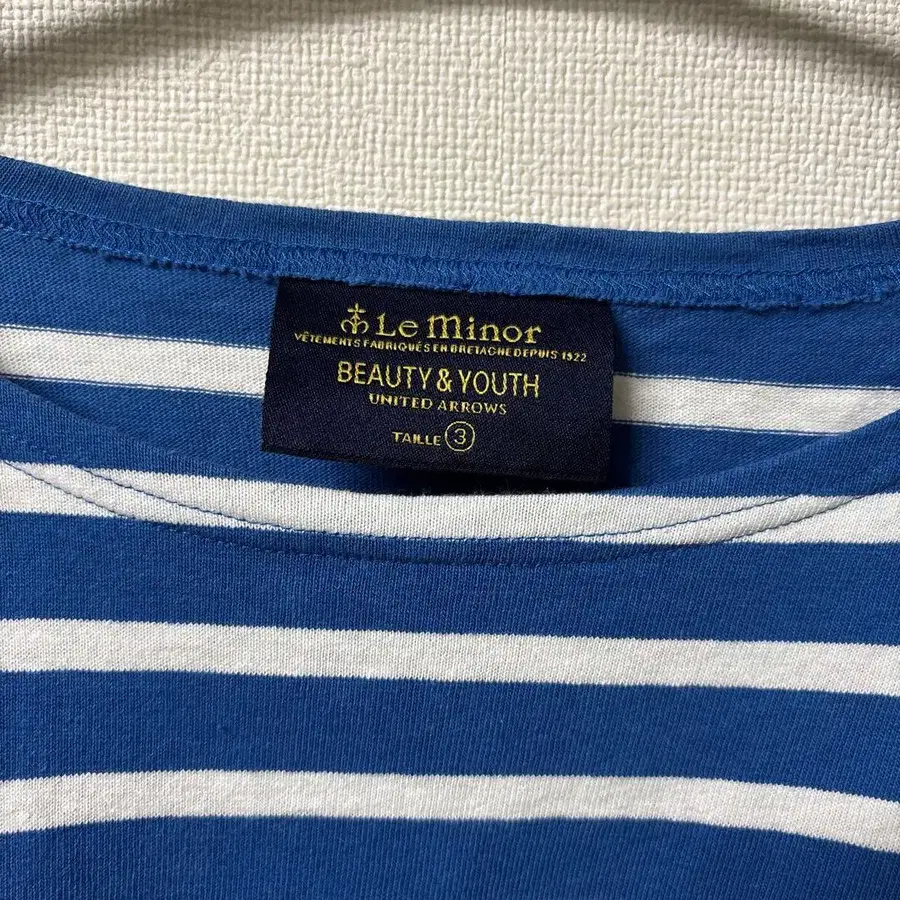 Le Minor
VÊTEMENTS FABRIQUÉS EN BRETAGNE DEPUIS 1922
BEAUTY & YOUTH
UNITED ARROWS
TAILLE 3